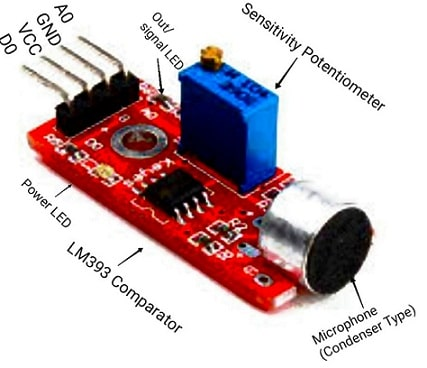 A0
GND
VCC
D0
Out/
signal LED
Sensitivity Potentiometer
Power LED
LM393 Comparator
Microphone
(Condenser Type)